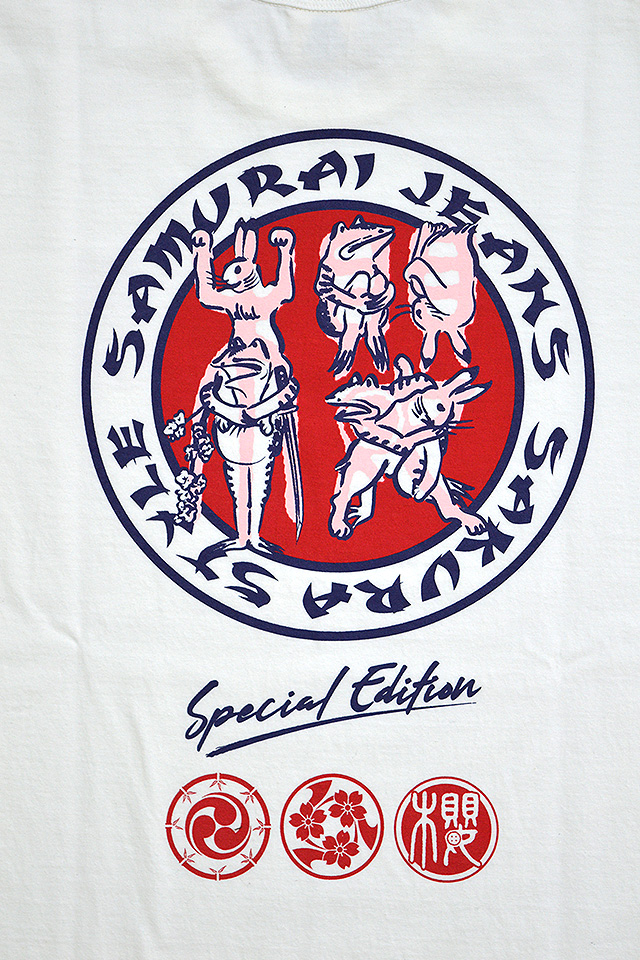 SAMURAI JEANS
SAKURA STYLE
Special Edition
櫻